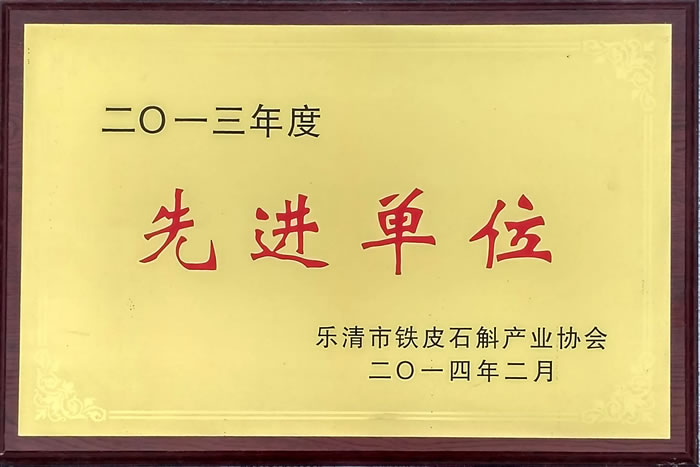 二〇一三年度
先进单位
乐清市铁皮石斛产业协会
二〇一四年二月